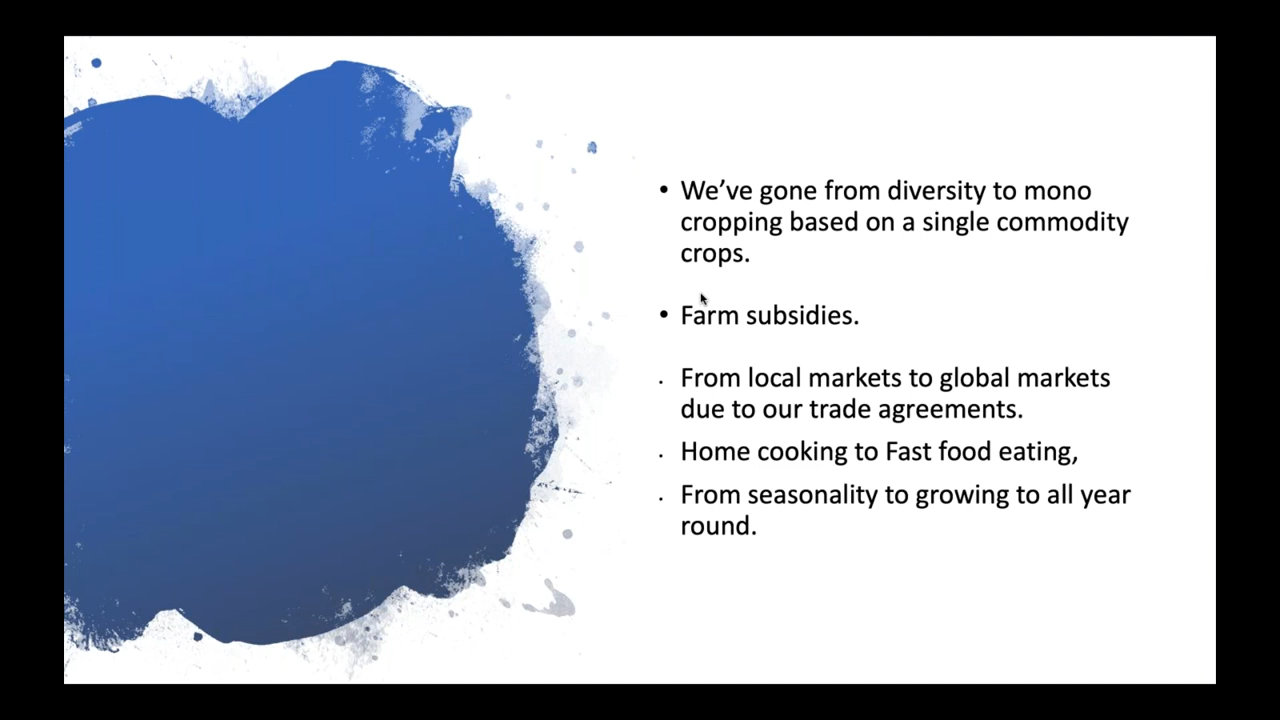 • We’ve gone from diversity to mono
cropping based on a single commodity
crops.
• Farm subsidies.
• From local markets to global markets
due to our trade agreements.
• Home cooking to Fast food eating,
• From seasonality to growing to all year
round.